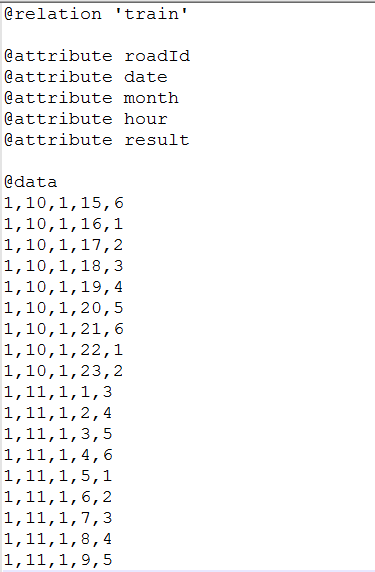 @relation 'train'
@attribute roadId
@attribute date
@attribute month
@attribute hour
@attribute result
@data
1,10,1,15,6
1,10,1,16,1
1,10,1,17,2
1,10,1,18,3
1,10,1,19,4
1,10,1,20,5
1,10,1,21,6
1,10,1,22,1
1,10,1,23,2
1,11,1,1,3
1,11,1,2,4
1,11,1,3,5
1,11,1,4,6
1,11,1,5,1
1,11,1,6,2
1,11,1,7,3
1,11,1,8,4
1,11,1,9,5